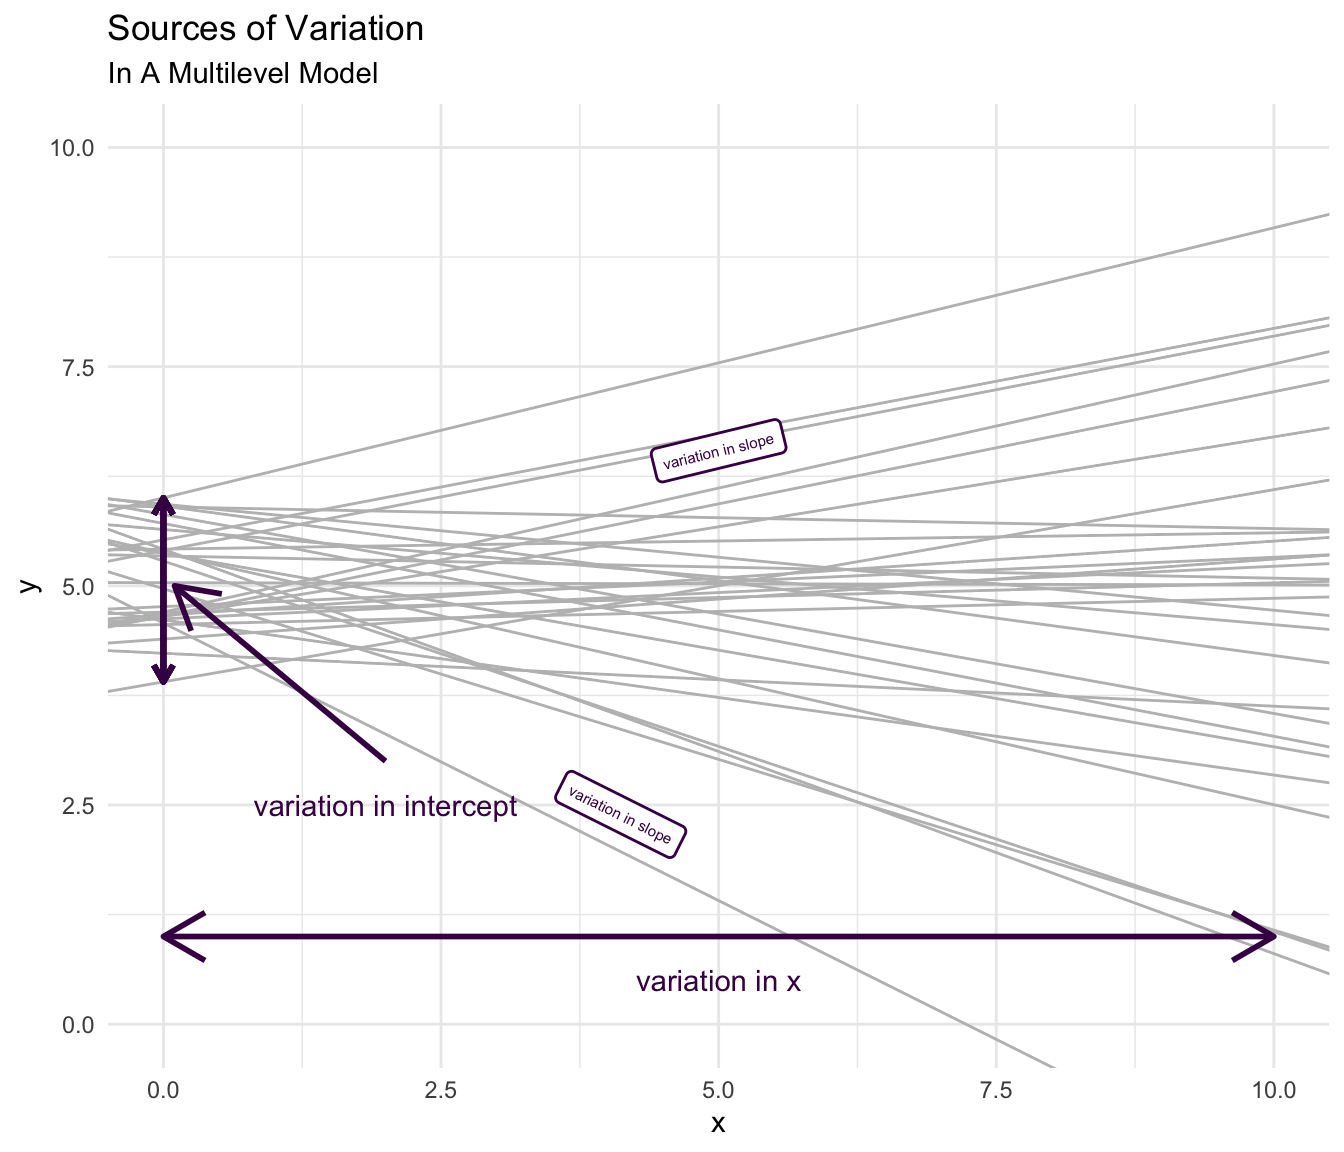 Sources of Variation
In A Multilevel Model
10.0
7.5
5.0
2.5
0.0
y
variation in slope
variation in intercept
variation in slope
variation in x
0.0 2.5 5.0 7.5 10.0
x